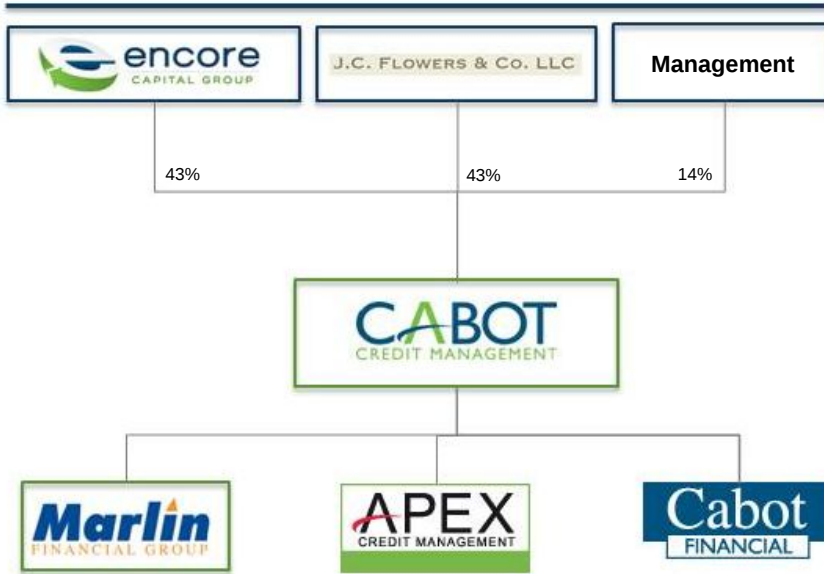 encore
CAPITAL GROUP
J.C. FLOWERS & CO. LLC
Management
43%
43%
14%
CABOT
CREDIT MANAGEMENT
Marlin
FINANCIAL GROUP
APEX
CREDIT MANAGEMENT
Cabot
FINANCIAL